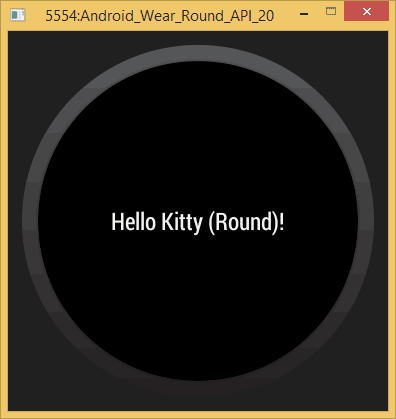 5554:Android_Wear_Round_API_20
Hello Kitty (Round)!